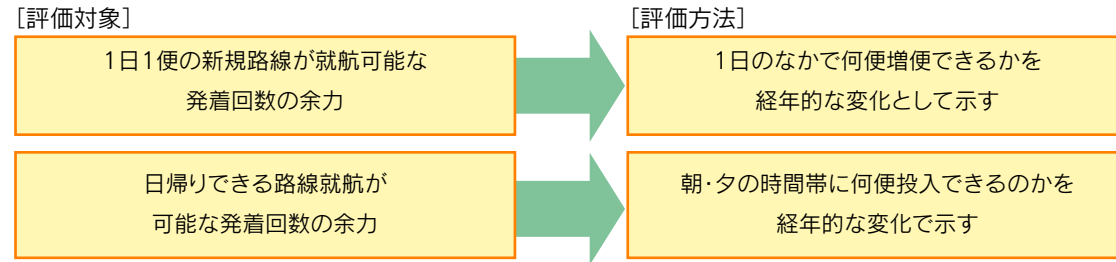 [評価対象]
[評価方法]
1日1便の新規路線が就航可能な
発着回数の余力
1日のなかで何便増便できるかを
経年的な変化として示す
日帰りできる路線就航が
可能な発着回数の余力
朝・夕の時間帯に何便投入できるのかを
経年的な変化で示す